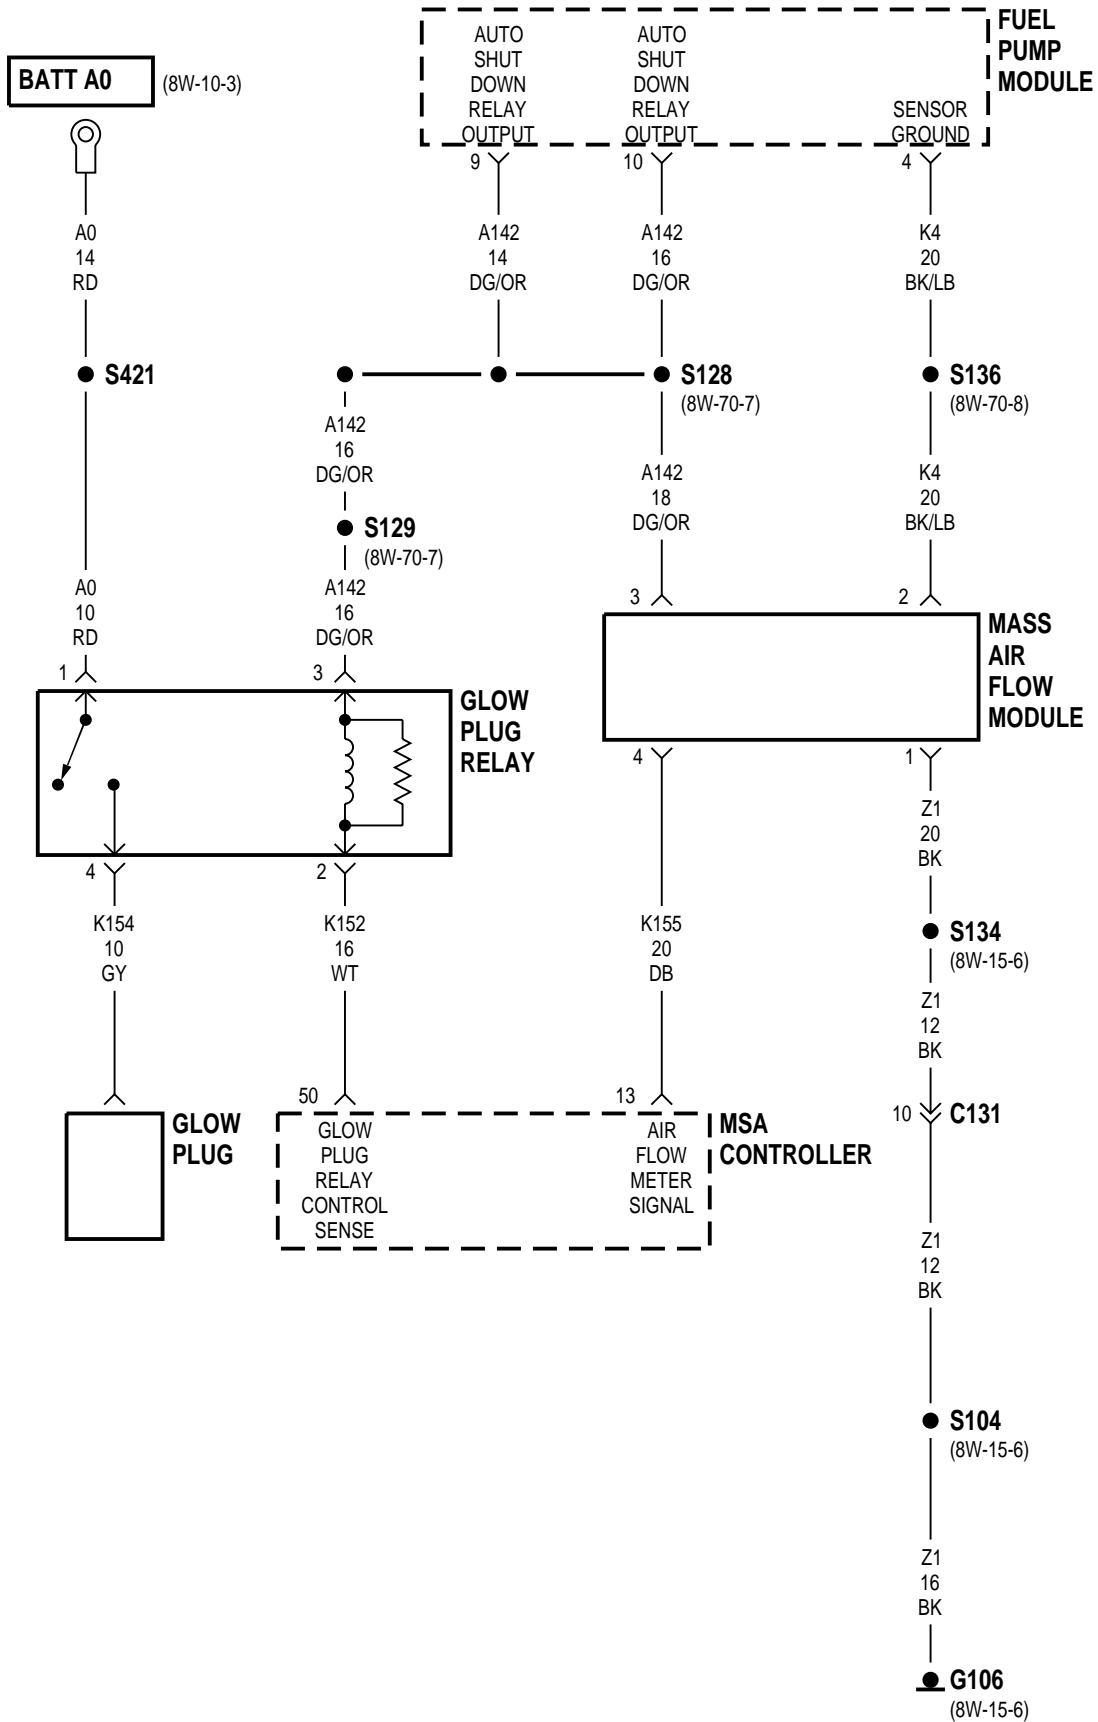 BATT A0
(8W-10-3)
AUTO
SHUT
DOWN
RELAY
OUTPUT
AUTO
SHUT
DOWN
RELAY
OUTPUT
SENSOR
GROUND
FUEL
PUMP
MODULE
9
10
4
A0
14
RD
A142
14
DG/OR
A142
16
DG/OR
K4
20
BK/LB
S421
S128
(8W-70-7)
S136
(8W-70-8)
A142
16
DG/OR
A142
18
DG/OR
K4
20
BK/LB
S129
(8W-70-7)
A0
10
RD
A142
16
DG/OR
3
2
1
3
MASS
AIR
FLOW
MODULE
GLOW
PLUG
RELAY
4
1
4
2
Z1
20
BK
K154
10
GY
K152
16
WT
K155
20
DB
S134
(8W-15-6)
Z1
12
BK
50
13
10
C131
GLOW
PLUG
GLOW
PLUG
RELAY
CONTROL
SENSE
AIR
FLOW
METER
SIGNAL
MSA
CONTROLLER
Z1
12
BK
S104
(8W-15-6)
Z1
16
BK
G106
(8W-15-6)